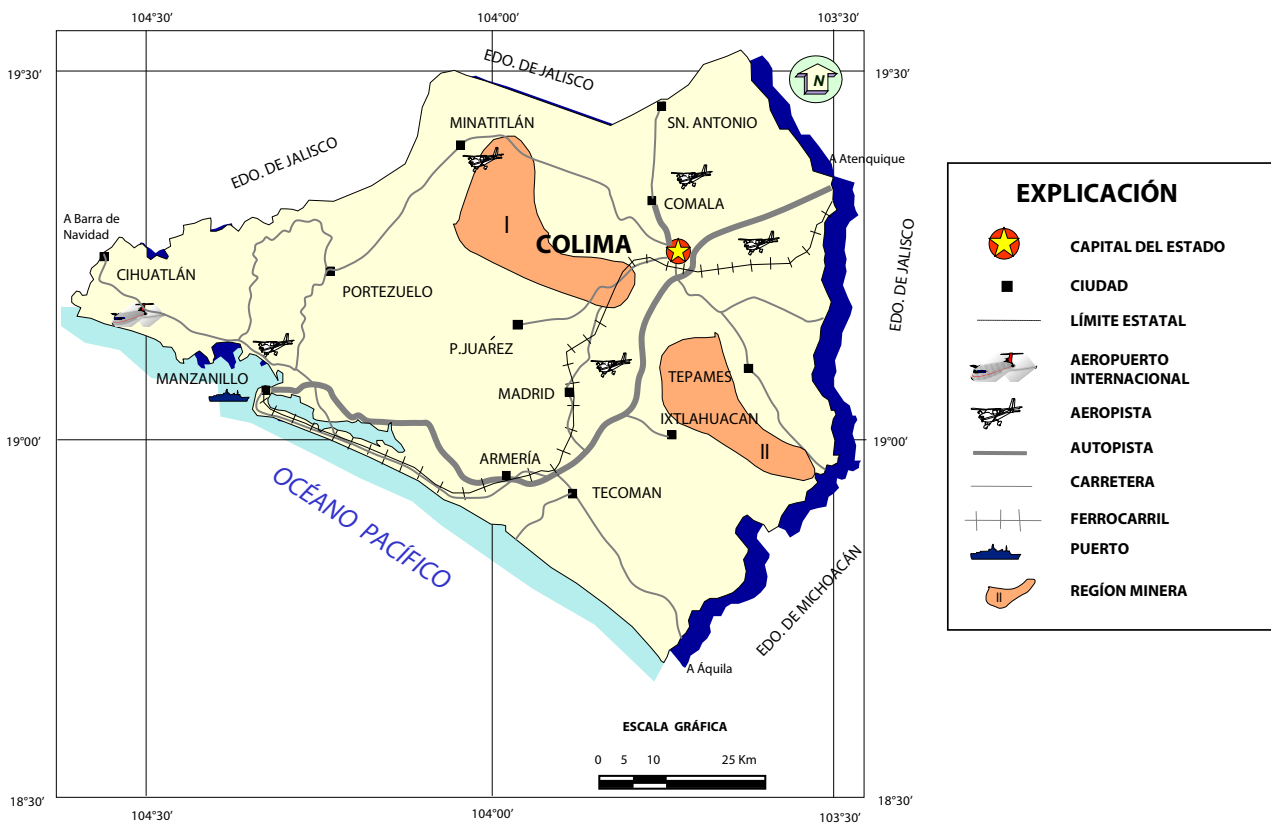 104°30’
104°00’
103°30’
19°30’
19°30’
EDO. DE JALISCO
N
MINATITLÁN
SN. ANTONIO
A Atenquique
EDO. DE JALISCO
COMALA
A Barra de
Navidad
I
COLIMA
CIHUATLÁN
PORTEZUELO
EDO. DE JALISCO
P.JUAŔEZ
MANZANILLO
TEPAMES
MADRID
IXTLAHUACAN
19°00’
19°00’
II
ARMERÍA
TECOMAN
OCÉANO PACÍFICO
EDO. DE MICHOACÁN
A Áquila
ESCALA GRÁFICA
0 5 10 25 Km
18°30’
18°30’
104°30’
104°00’
103°30’
EXPLICACIÓN
CAPITAL DEL ESTADO
CIUDAD
LÍMITE ESTATAL
AEROPUERTO
INTERNACIONAL
AEROPISTA
AUTOPISTA
CARRETERA
FERROCARRIL
PUERTO
II
REGÍON MINERA